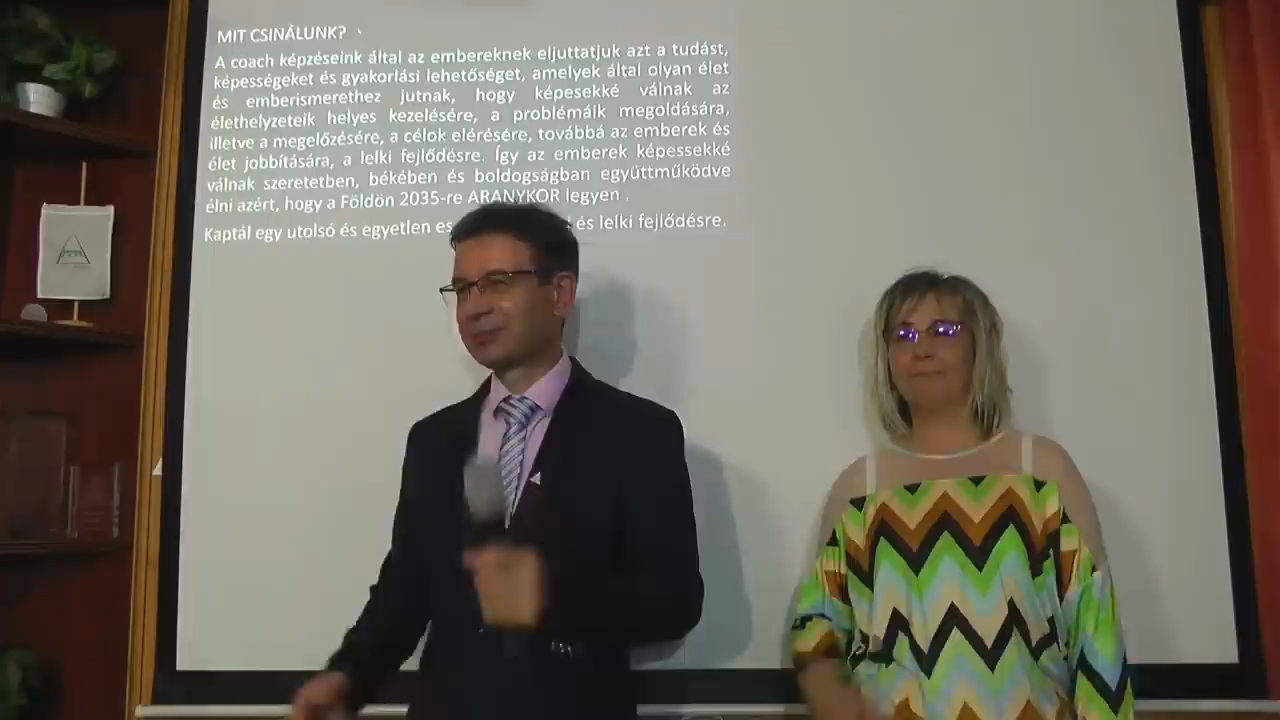 MIT CSINÁLUNK?
A coach képzéseink által az embereknek eljuttatjuk azt a tudást,
képességeket és gyakorlási lehetőséget, amelyek által olyan élet
és emberismerethez jutnak, hogy képesekké válnak az
élethelyzeteik helyes kezelésére, a problémáik megoldására,
illetve a megelőzésére, a célok elérésére, továbbá az emberek és
élet jobbítására, a lelki fejlődésre. Így az emberek képessekké
válnak szeretetben, békében és boldogságban együttműködve
élni azért, hogy a Földön 2035-re ARANYKOR legyen .
Kaptál egy utolsó és egyetlen es és lelki fejlődésre.